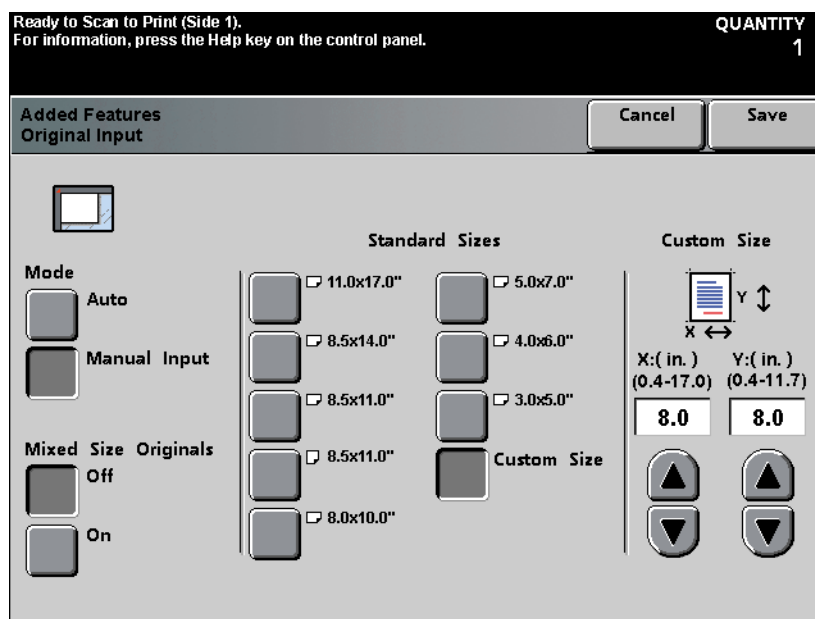 Ready to Scan to Print (Side 1).
For information, press the Help key on the control panel.
QUANTITY
1
Added Features
Original Input
Cancel
Save
Mode
Auto
Manual Input
Mixed Size Originals
Off
On
Standard Sizes
11.0x17.0"
8.5x14.0"
8.5x11.0"
8.5x11.0"
8.0x10.0"
5.0x7.0"
4.0x6.0"
3.0x5.0"
Custom Size
Custom Size
Y
X
X:( in. )
(0.4-17.0)
8.0
Y:( in. )
(0.4-11.7)
8.0